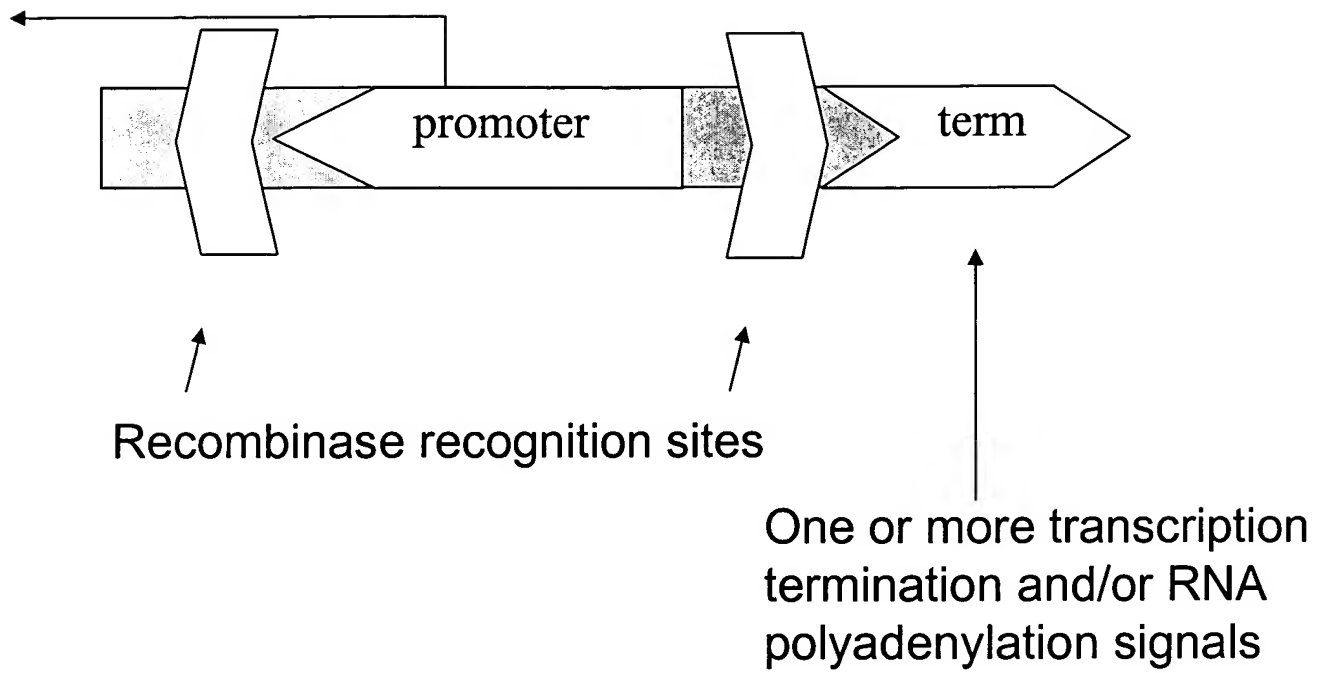 promoter
term
Recombinase recognition sites
One or more transcription
termination and/or RNA
polyadenylation signals